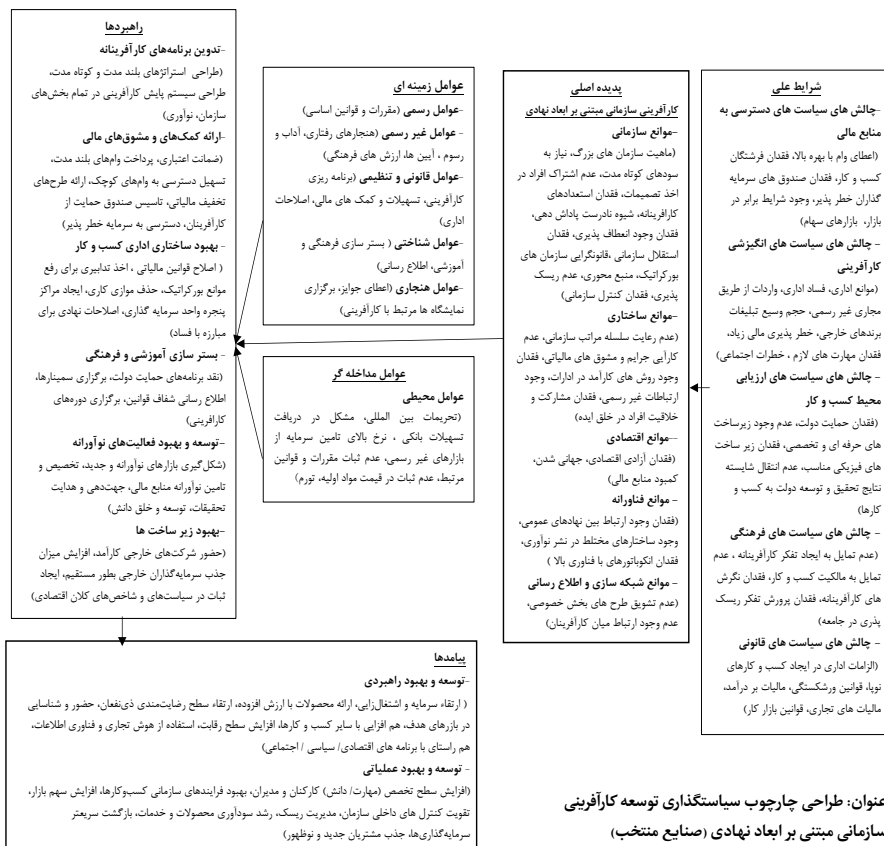 شرایط علی
-چالش های سیاست های دسترسی به
منابع مالی
(اعطای وام با بهره بالا، فقدان فرشتگان
کسب و کار، فقدان صندوق های سرمایه
گذاران خطر پذیر، وجود شرایط برابر در
بازار، بازارهای سهام)
- چالش های سیاست های انگیزشی
کارآفرینی
(موانع اداری، فساد اداری، واردات از طریق
مجاری غیر رسمی، حجم وسیع تبلیغات
برندهای خارجی، خطر پذیری مالی زیاد،
فقدان مهارت های لازم ، خطرات اجتماعی)
- چالش های سیاست های ارزیابی
محیط کسب و کار
(فقدان حمایت دولت، عدم وجود زیرساخت
های حرفه ای و تخصصی، فقدان زیر ساخت
های فیزیکی مناسب، عدم انتقال شایسته
نتایج تحقیق و توسعه دولت به کسب و
کارها)
- چالش های سیاست های فرهنگی
(عدم تمایل به ایجاد تفکر کارآفرینانه ، عدم
تمایل به مالکیت کسب و کار، فقدان نگرش
های کارآفرینانه، فقدان پرورش تفکر ریسک
پذری در جامعه)
- چالش های سیاست های قانونی
(الزامات اداری در ایجاد کسب و کارهای
نوپا، قوانین ورشکستگی، مالیات بر درآمد،
مالیات های تجاری، قوانین بازار کار)
پدیده اصلی
کارآفرینی سازمانی مبتنی بر ابعاد نهادی
-موانع سازمانی
(ماهیت سازمان های بزرگ، نیاز به
سودهای کوتاه مدت، عدم اشتراک افراد در
اخذ تصمیمات، فقدان استعدادهای
کارافرینانه، شیوه نادرست پاداش دهی،
فقدان وجود انعطاف پذیری، فقدان
استقلال سازمانی ،قانونگرایی سازمان های
بورکراتیک، منبع محوری، عدم ریسک
پذیری، فقدان کنترل سازمانی)
-موانع ساختاری
(عدم رعایت سلسله مراتب سازمانی، عدم
کارآیی جرایم و مشوق های مالیاتی، فقدان
وجود روش های کارآمد در ادارات، وجود
ارتباطات غیر رسمی، فقدان مشارکت و
خلاقیت افراد در خلق ایده)
--موانع اقتصادی
(فقدان آزادی اقتصادی، جهانی شدن،
کمبود منابع مالی)
- موانع فناورانه
(فقدان وجود ارتباط بین نهادهای عمومی،
وجود ساختارهای مختلط در نشر نوآوری،
فقدان انکوباتورهای با فناوری بالا )
- موانع شبکه سازی و اطلاع رسانی
(عدم تشویق طرح های بخش خصوصی،
عدم وجود ارتباط میان کارآفرینان)
عوامل زمینه ای
-عوامل رسمی (مقررات و قوانین اساسی)
- عوامل غیر رسمی (هنجارهای رفتاری، آداب و
رسوم ، آیین ها، ارزش های فرهنگی)
-عوامل قانونی و تنظیمی (برنامه ریزی
کارآفرینی، تسهیلات و کمک های مالی، اصلاحات
اداری)
-عوامل شناختی ( بستر سازی فرهنگی و
آموزشی، اطلاع رسانی)
-عوامل هنجاری (اعطای جوایز، برگزاری
نمایشگاه ها مرتبط با کارآفرینی)
عوامل مداخله گر
عوامل محیطی
(تحریمات بین المللی، مشکل در دریافت
تسهیلات بانکی ، نرخ بالای تامین سرمایه از
بازارهای غیر رسمی، عدم ثبات مقررات و قوانین
مرتبط، عدم ثبات در قیمت مواد اولیه، تورم)
راهبردها
-تدوین برنامه‌های کارآفرینانه
(طراحی استراتژهای بلند مدت و کوتاه مدت،
طراحی سیستم پایش کارآفرینی در تمام بخش‌های
سازمان، نوآوری)
-ارائه کمک‌های و مشوق‌های مالی
(ضمانت اعتباری، پرداخت وام‌های بلند مدت،
تسهیل دسترسی به وام‌های کوچک، ارائه طرح‌های
تخفیف مالیاتی، تاسیس صندوق حمایت از
کارآفرینان، دسترسی به سرمایه خطر پذیر)
- بهبود ساختاری اداری کسب و کار
( اصلاح قوانین مالیاتی ، اخذ تدابیری برای رفع
موانع بورکراتیک، حذف موازی کاری، ایجاد مراکز
پنجره واحد سرمایه گذاری، اصلاحات نهادی برای
مبارزه با فساد)
- بستر سازی آموزشی و فرهنگی
(نقد برنامه‌های حمایت دولت، برگزاری سمینارها،
اطلاع رسانی شفاف قوانین، برگزاری دوره‌های
کارافرینی)
-توسعه و بهبود فعالیت‌های نوآورانه
(شکل گیری بازارهای نوآورانه و جدید، تخصیص و
تامین نوآورانه منابع مالی، جهت‌دهی و هدایت
تحقیقات، توسعه و خلق دانش)
-بهبود زیر ساخت ها
(حضور شرکت‌های خارجی کارآمد، افزایش میزان
جذب سرمایه‌گذاران خارجی بطور مستقیم، ایجاد
ثبات در سیاست‌های و شاخص‌های کلان اقتصادی)
پیامدها
-توسعه و بهبود راهبردی
( ارتقاء سرمایه و اشتغال‌زایی، ارائه محصولات با ارزش افزوده، ارتقاء سطح رضایت‌مندی ذی‌نفعان، حضور و شناسایی
در بازرهای هدف، هم افزایی با سایر کسب و کارها، افزایش سطح رقابت، استفاده از هوش تجاری و فناوری اطلاعات،
هم راستای با برنامه های اقتصادی/ سیاسی / اجتماعی)
- توسعه و بهبود عملیاتی
(افزایش سطح تخصص (مهارت/ دانش) کارکنان و مدیران، بهبود فرایندهای سازمانی کسب‌وکارها، افزایش سهم بازار،
تقویت کنترل های داخلی سازمان، مدیریت ریسک، رشد سودآوری محصولات و خدمات، بازگشت سریعتر
سرمایه‌گذاری‌ها، جذب مشتریان جدید و نوظهور)
عنوان: طراحی چارچوب سیاستگذاری توسعه کارآفرینی
سازمانی مبتنی بر ابعاد نهادی (صنایع منتخب)